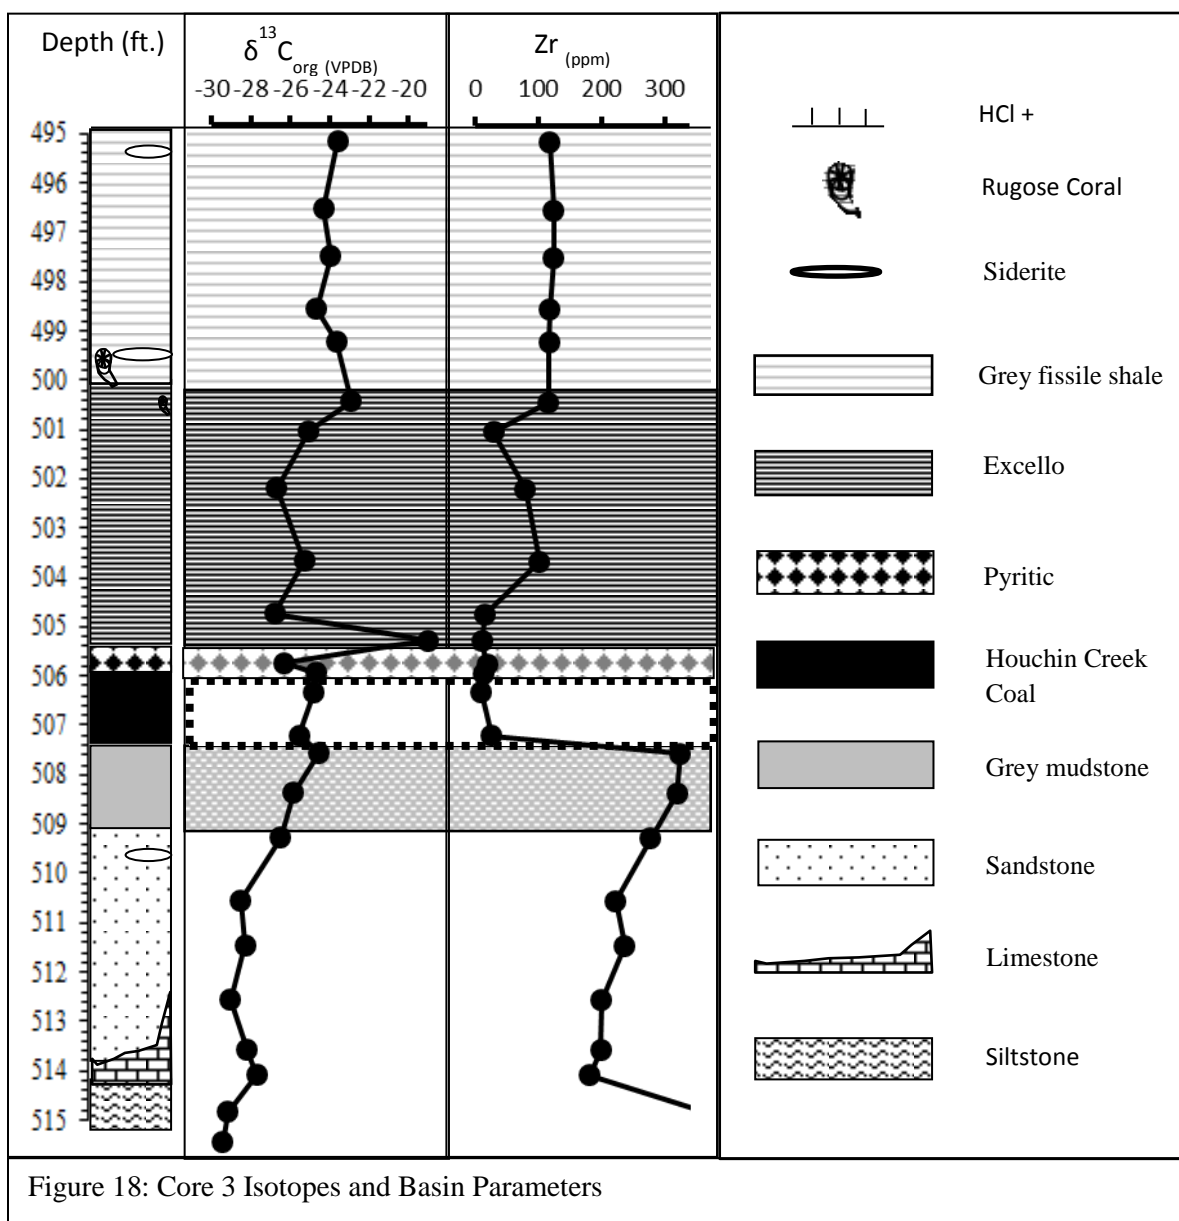 Depth (ft.)
δ13Corg (VPDB)
-30 -28 -26 -24 -22 -20
Zr (ppm)
0 100 200 300
495
496
497
498
499
500
501
502
503
504
505
506
507
508
509
510
511
512
513
514
515
HCl +
Rugose Coral
Siderite
Grey fissile shale
Excello
Pyritic
Houchin Creek
Coal
Grey mudstone
Sandstone
Limestone
Siltstone
Figure 18: Core 3 Isotopes and Basin Parameters